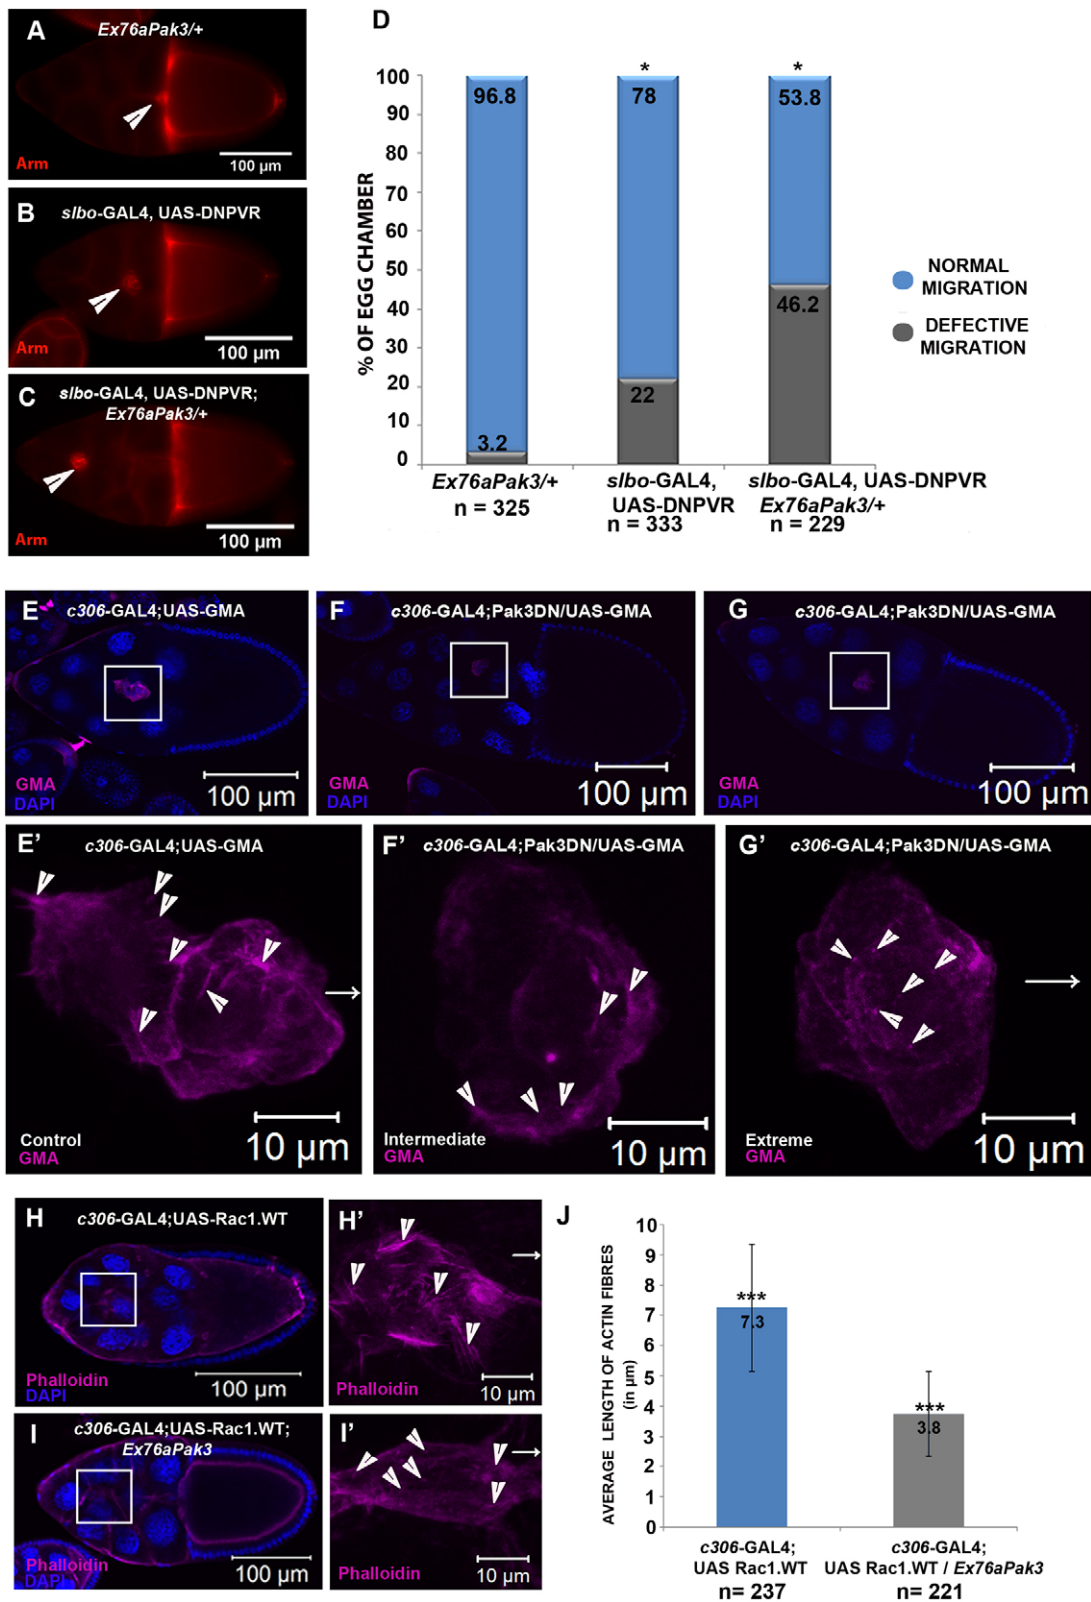 A
Ex76aPak3/+
Arm
100 µm
B
slbo-GAL4, UAS-DNPVR
Arm
100 µm
C
slbo-GAL4, UAS-DNPVR;
Ex76aPak3/+
Arm
100 µm
D
% OF EGG CHAMBER
100
90
80
70
60
50
40
30
20
10
0
96.8
3.2
*
78
22
*
53.8
46.2
Ex76aPak3/+
n = 325
slbo-GAL4,
UAS-DNPVR
n = 333
slbo-GAL4, UAS-DNPVR
Ex76aPak3/+
n = 229
NORMAL
MIGRATION
DEFECTIVE
MIGRATION
E
c306-GAL4;UAS-GMA
GMA
DAPI
100 µm
F
c306-GAL4;Pak3DN/UAS-GMA
GMA
DAPI
100 µm
G
c306-GAL4;Pak3DN/UAS-GMA
GMA
DAPI
100 µm
E'
c306-GAL4;UAS-GMA
Control
GMA
10 µm
F'
c306-GAL4;Pak3DN/UAS-GMA
Intermediate
GMA
10 µm
G'
c306-GAL4;Pak3DN/UAS-GMA
Extreme
GMA
10 µm
H
c306-GAL4;UAS-Rac1.WT
Phalloidin
DAPI
100 µm
H'
Phalloidin
10 µm
I
c306-GAL4;UAS-Rac1.WT;
Ex76aPak3
Phalloidin
DAPI
100 µm
I'
Phalloidin
10 µm
J
AVERAGE LENGTH OF ACTIN FIBRES
(in µm)
10
9
8
7
6
5
4
3
2
1
0
***
7.3
***
3.8
c306-GAL4;
UAS Rac1.WT
n= 237
c306-GAL4;
UAS Rac1.WT / Ex76aPak3
n= 221